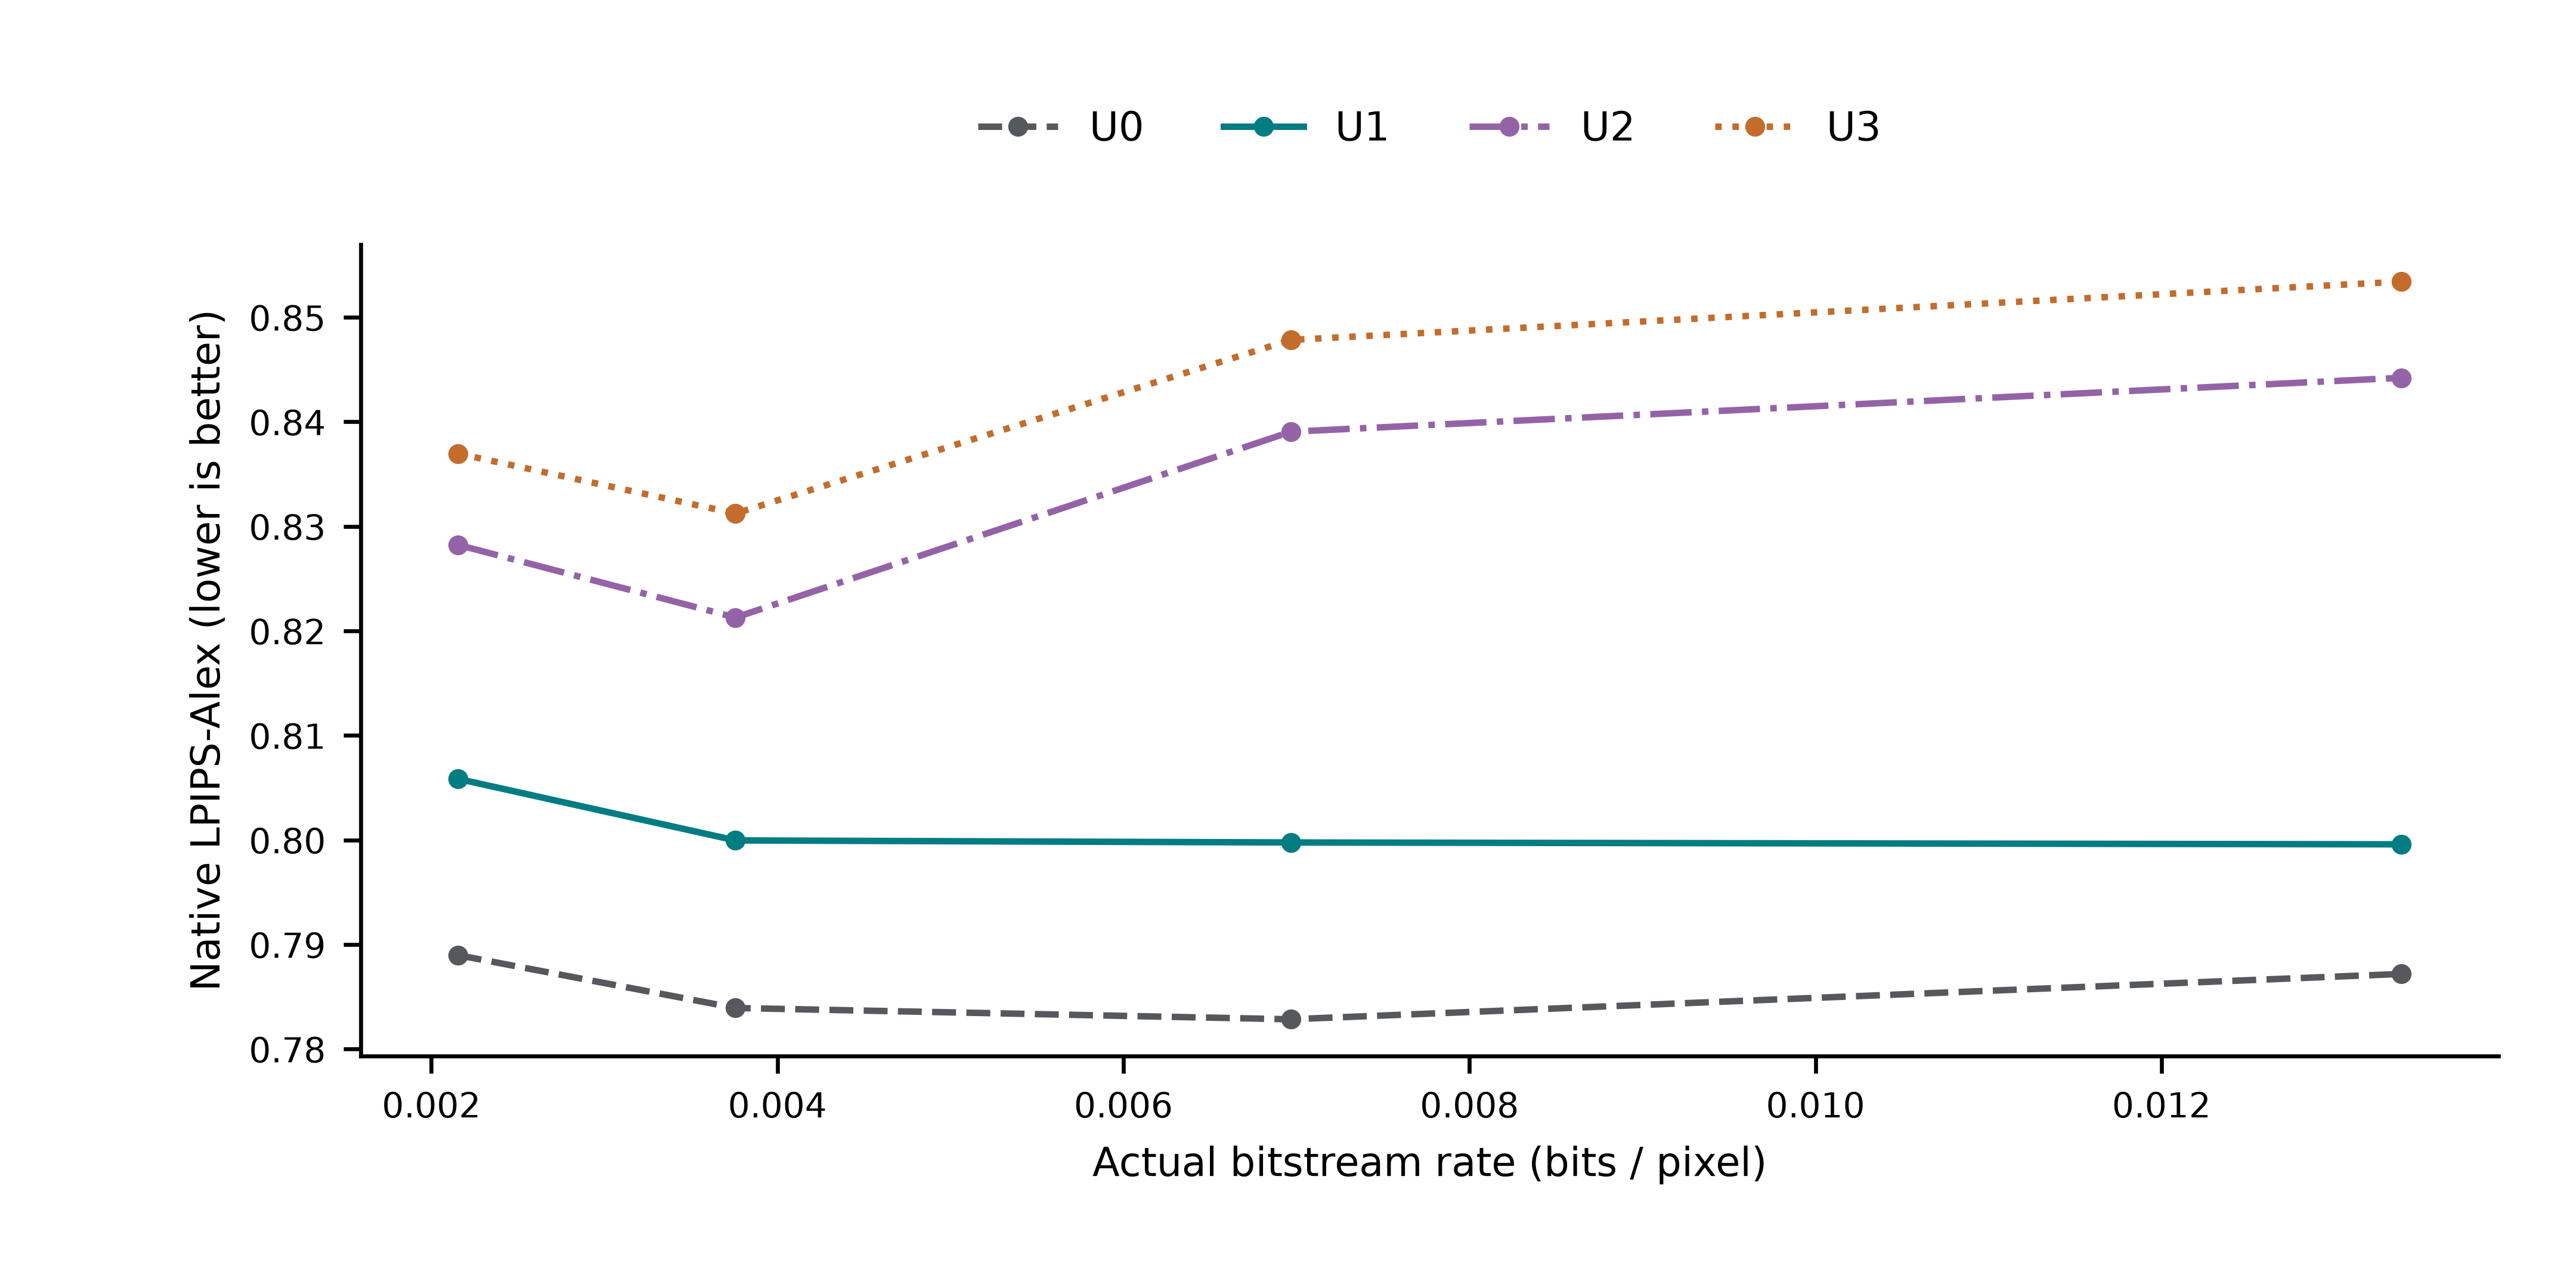 U0 U1 U2 U3
Native LPIPS-Alex (lower is better)
0.85
0.84
0.83
0.82
0.81
0.80
0.79
0.78
0.002 0.004 0.006 0.008 0.010 0.012
Actual bitstream rate (bits / pixel)